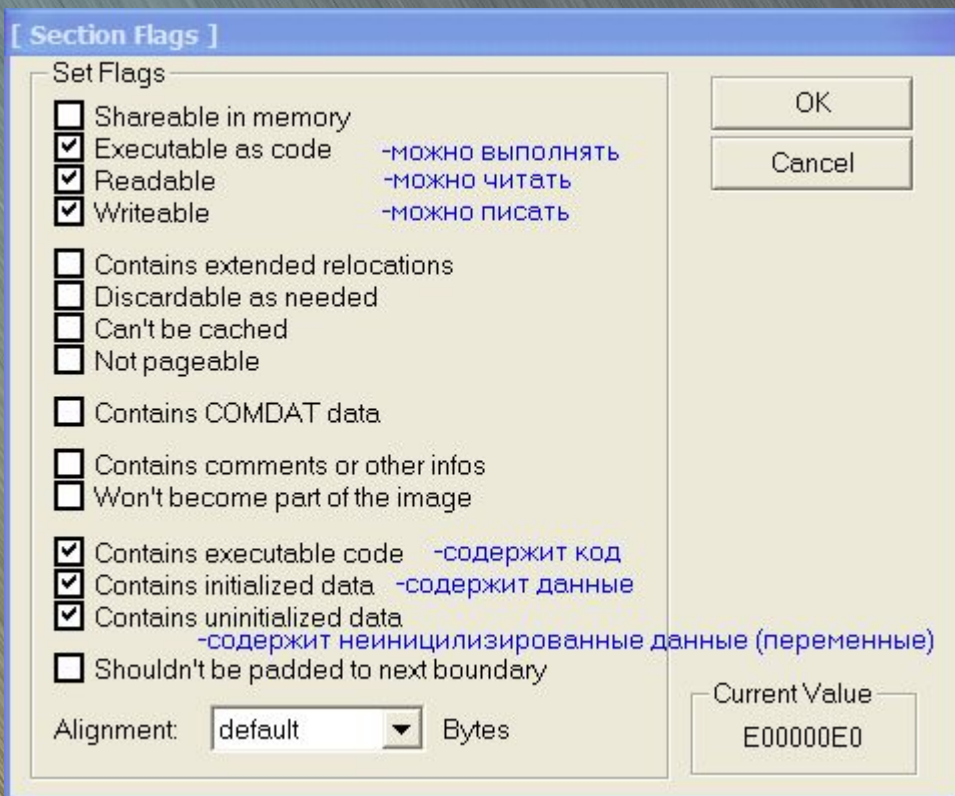 [ Section Flags ]
Set Flags
Shareable in memory
Executable as code -можно выполнять
Readable -можно читать
Writeable -можно писать
Contains extended relocations
Discardable as needed
Can't be cached
Not pageable
Contains COMDAT data
Contains comments or other infos
Won't become part of the image
Contains executable code -содержит код
Contains initialized data -содержит данные
Contains uninitialized data
-содержит неиницилизированные данные (переменные)
Shouldn't be padded to next boundary
Alignment: default Bytes
OK
Cancel
Current Value
E00000E0